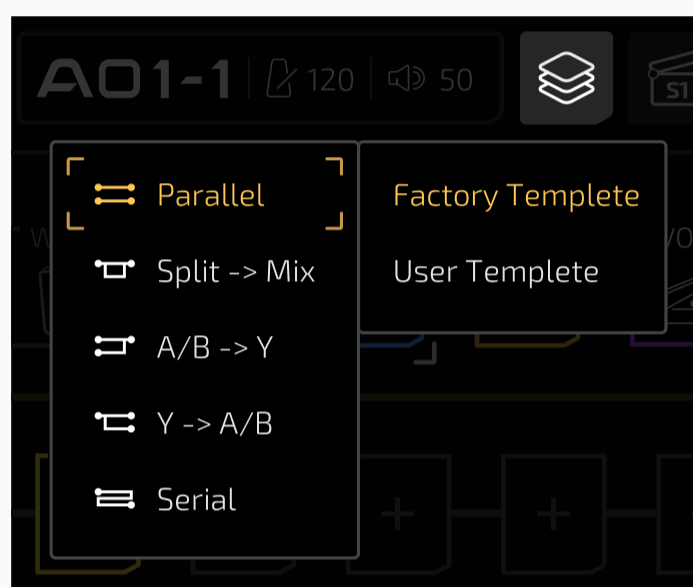 A01-1 120 50
S1
Parallel
Factory Templete
Split -> Mix
User Templete
A/B -> Y
Y -> A/B
Serial